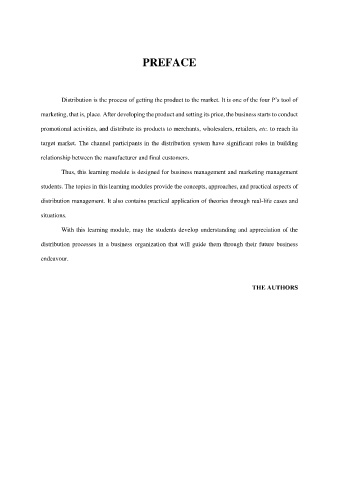 PREFACE
Distribution is the process of getting the product to the market. It is one of the four P's tool of
marketing, that is, place. After developing the product and setting its price, the business starts to conduct
promotional activities, and distribute its products to merchants, wholesalers, retailers, etc. to reach its
target market. The channel participants in the distribution system have significant roles in building
relationship between the manufacturer and final customers.
Thus, this learning module is designed for business management and marketing management
students. The topics in this learning modules provide the concepts, approaches, and practical aspects of
distribution management. It also contains practical application of theories through real-life cases and
situations.
With this learning module, may the students develop understanding and appreciation of the
distribution processes in a business organization that will guide them through their future business
endeavour.
THE AUTHORS